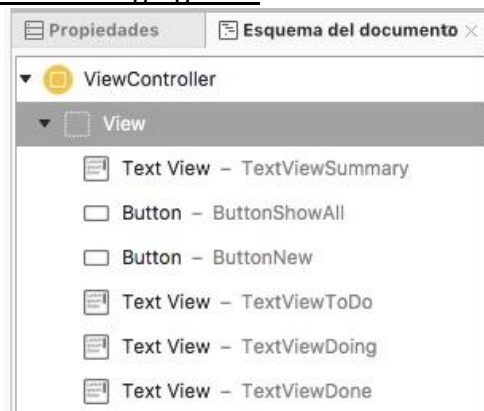 Propiedades Esquema del documento
ViewController
View
Text View – TextViewSummary
Button – ButtonShowAll
Button – ButtonNew
Text View – TextViewToDo
Text View – TextViewDoing
Text View – TextViewDone